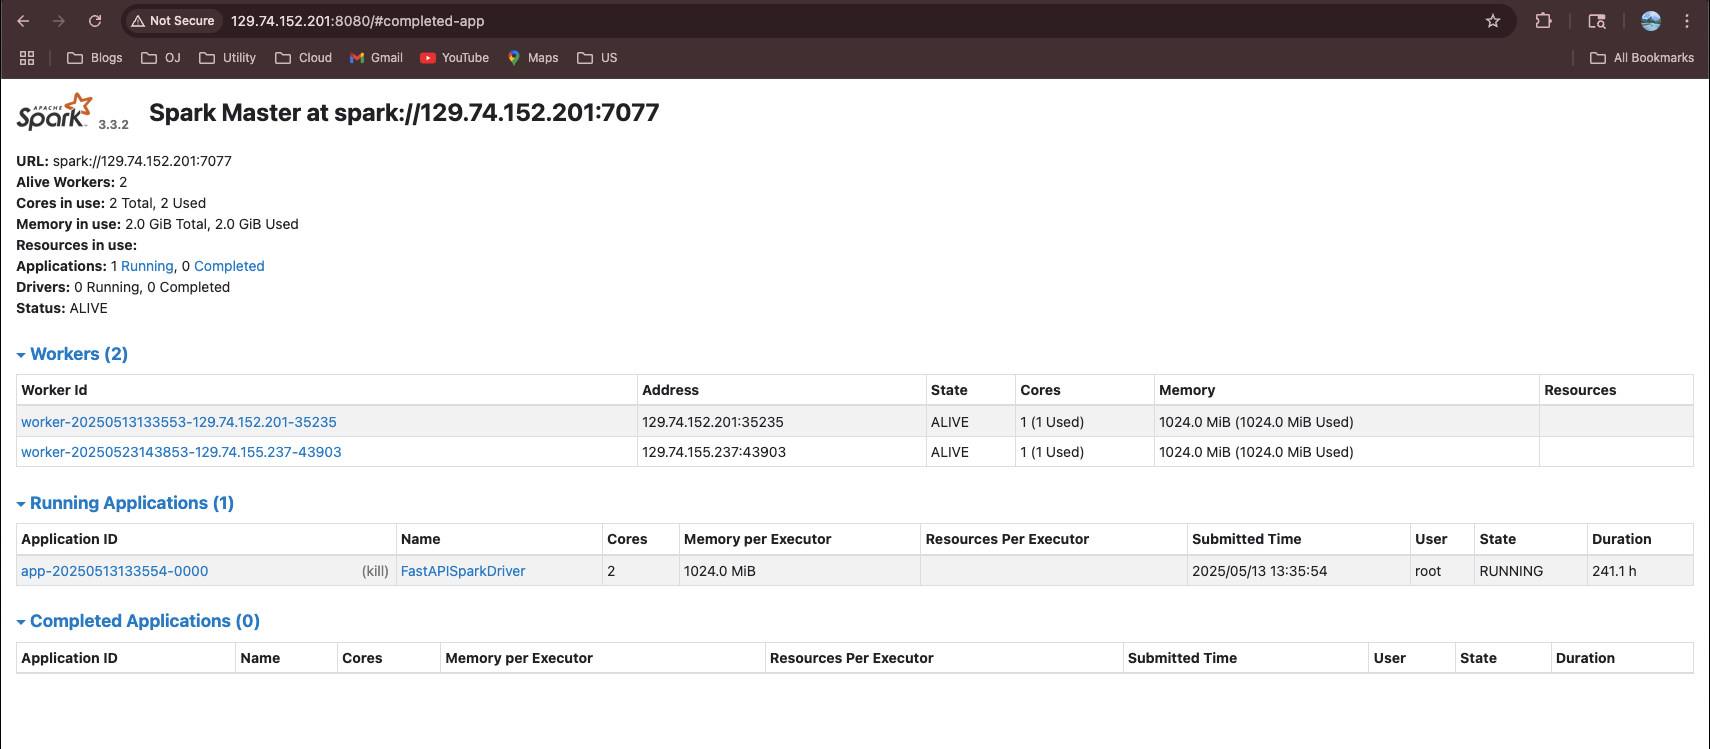 Not Secure 129.74.152.201:8080/#completed-app
Blogs OJ Utility Cloud Gmail YouTube Maps US All Bookmarks
APACHE Spark 3.3.2 Spark Master at spark://129.74.152.201:7077
URL: spark://129.74.152.201:7077
Alive Workers: 2
Cores in use: 2 Total, 2 Used
Memory in use: 2.0 GiB Total, 2.0 GiB Used
Resources in use:
Applications: 1 Running, 0 Completed
Drivers: 0 Running, 0 Completed
Status: ALIVE
Workers (2)
Worker Id Address State Cores Memory Resources
worker-20250513133553-129.74.152.201-35235 129.74.152.201:35235 ALIVE 1 (1 Used) 1024.0 MiB (1024.0 MiB Used)
worker-20250523143853-129.74.155.237-43903 129.74.155.237:43903 ALIVE 1 (1 Used) 1024.0 MiB (1024.0 MiB Used)
Running Applications (1)
Application ID Name Cores Memory per Executor Resources Per Executor Submitted Time User State Duration
app-20250513133554-0000 (kill) FastAPISparkDriver 2 1024.0 MiB 2025/05/13 13:35:54 root RUNNING 241.1 h
Completed Applications (0)
Application ID Name Cores Memory per Executor Resources Per Executor Submitted Time User State Duration